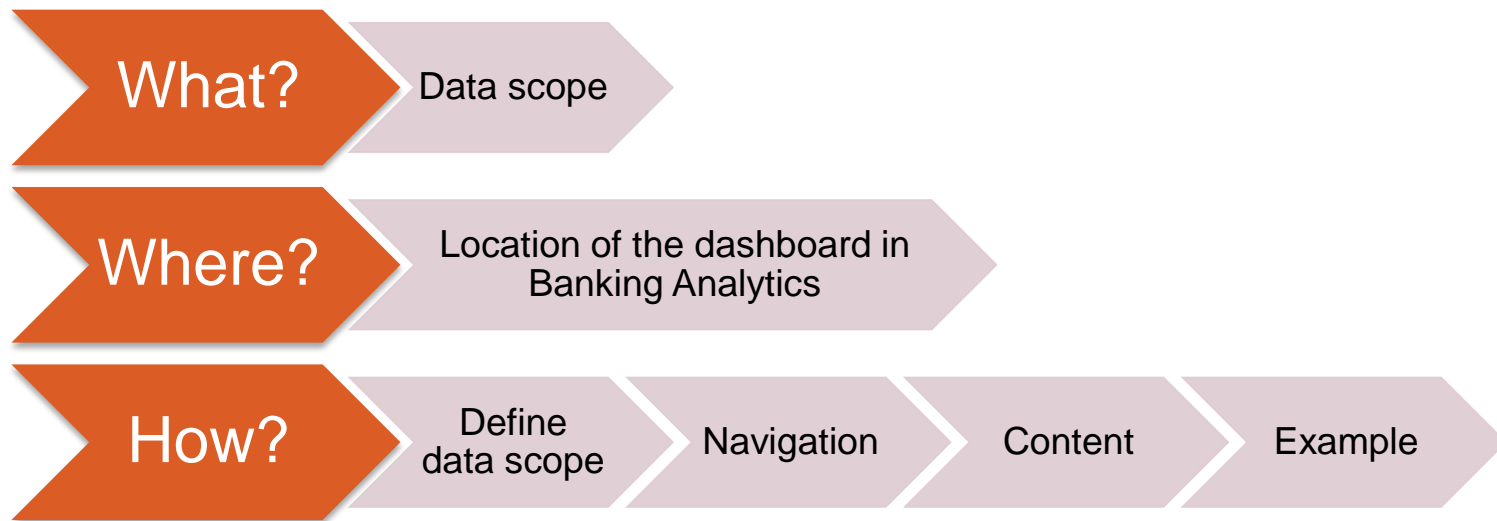 What?
Data scope
Where?
Location of the dashboard in
Banking Analytics
How?
Define
data scope
Navigation
Content
Example